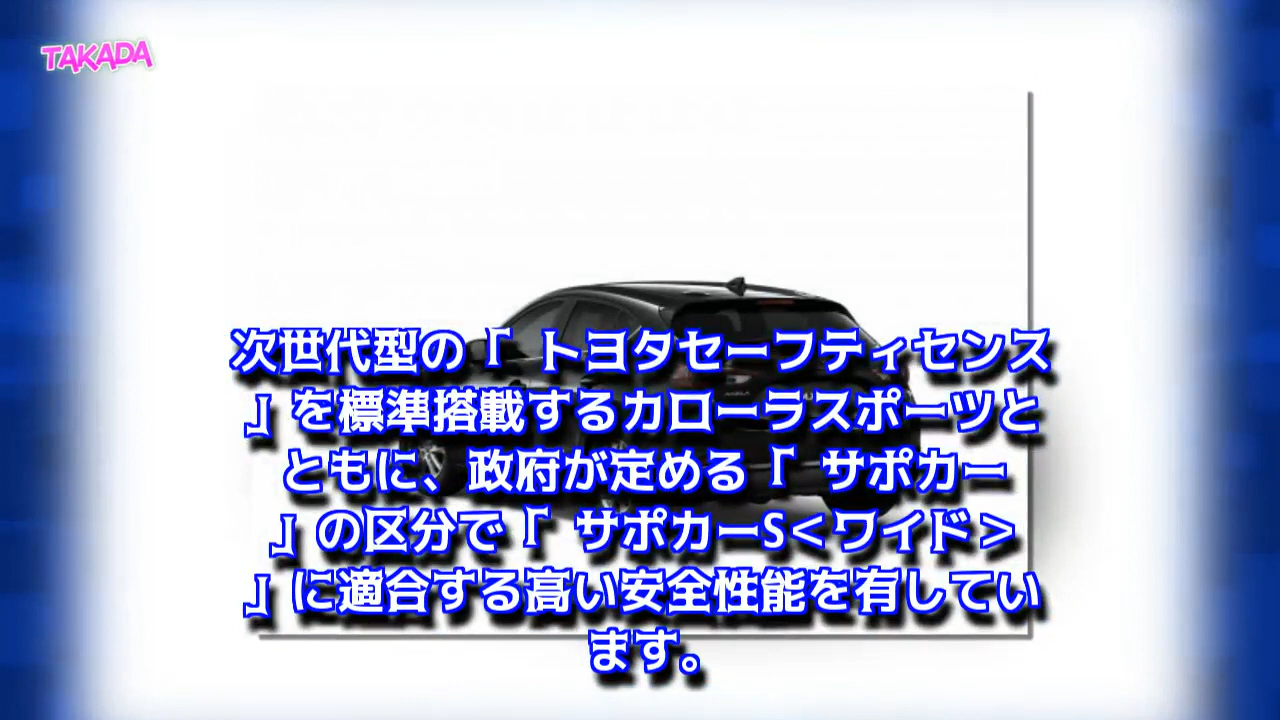 TAKADA
次世代型の『 トヨタセーフティセンス
』を標準搭載するカローラスポーツと
ともに、政府が定める『 サポカー
』の区分で『 サポカーS＜ワイド＞
』に適合する高い安全性能を有してい
ます。